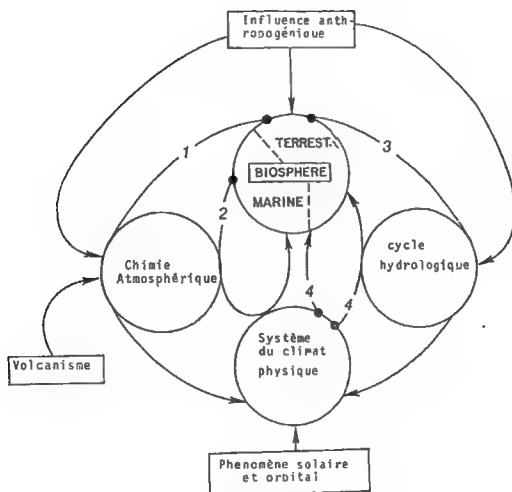 Influence anth-
ropogénique
1
3
TERREST
BIOSPHERE
MARINE
2
Chimie
Atmosphérique
cycle
hydrologique
4
4
Système
du climat
physique
Volcanisme
Phenomène solaire
et orbital